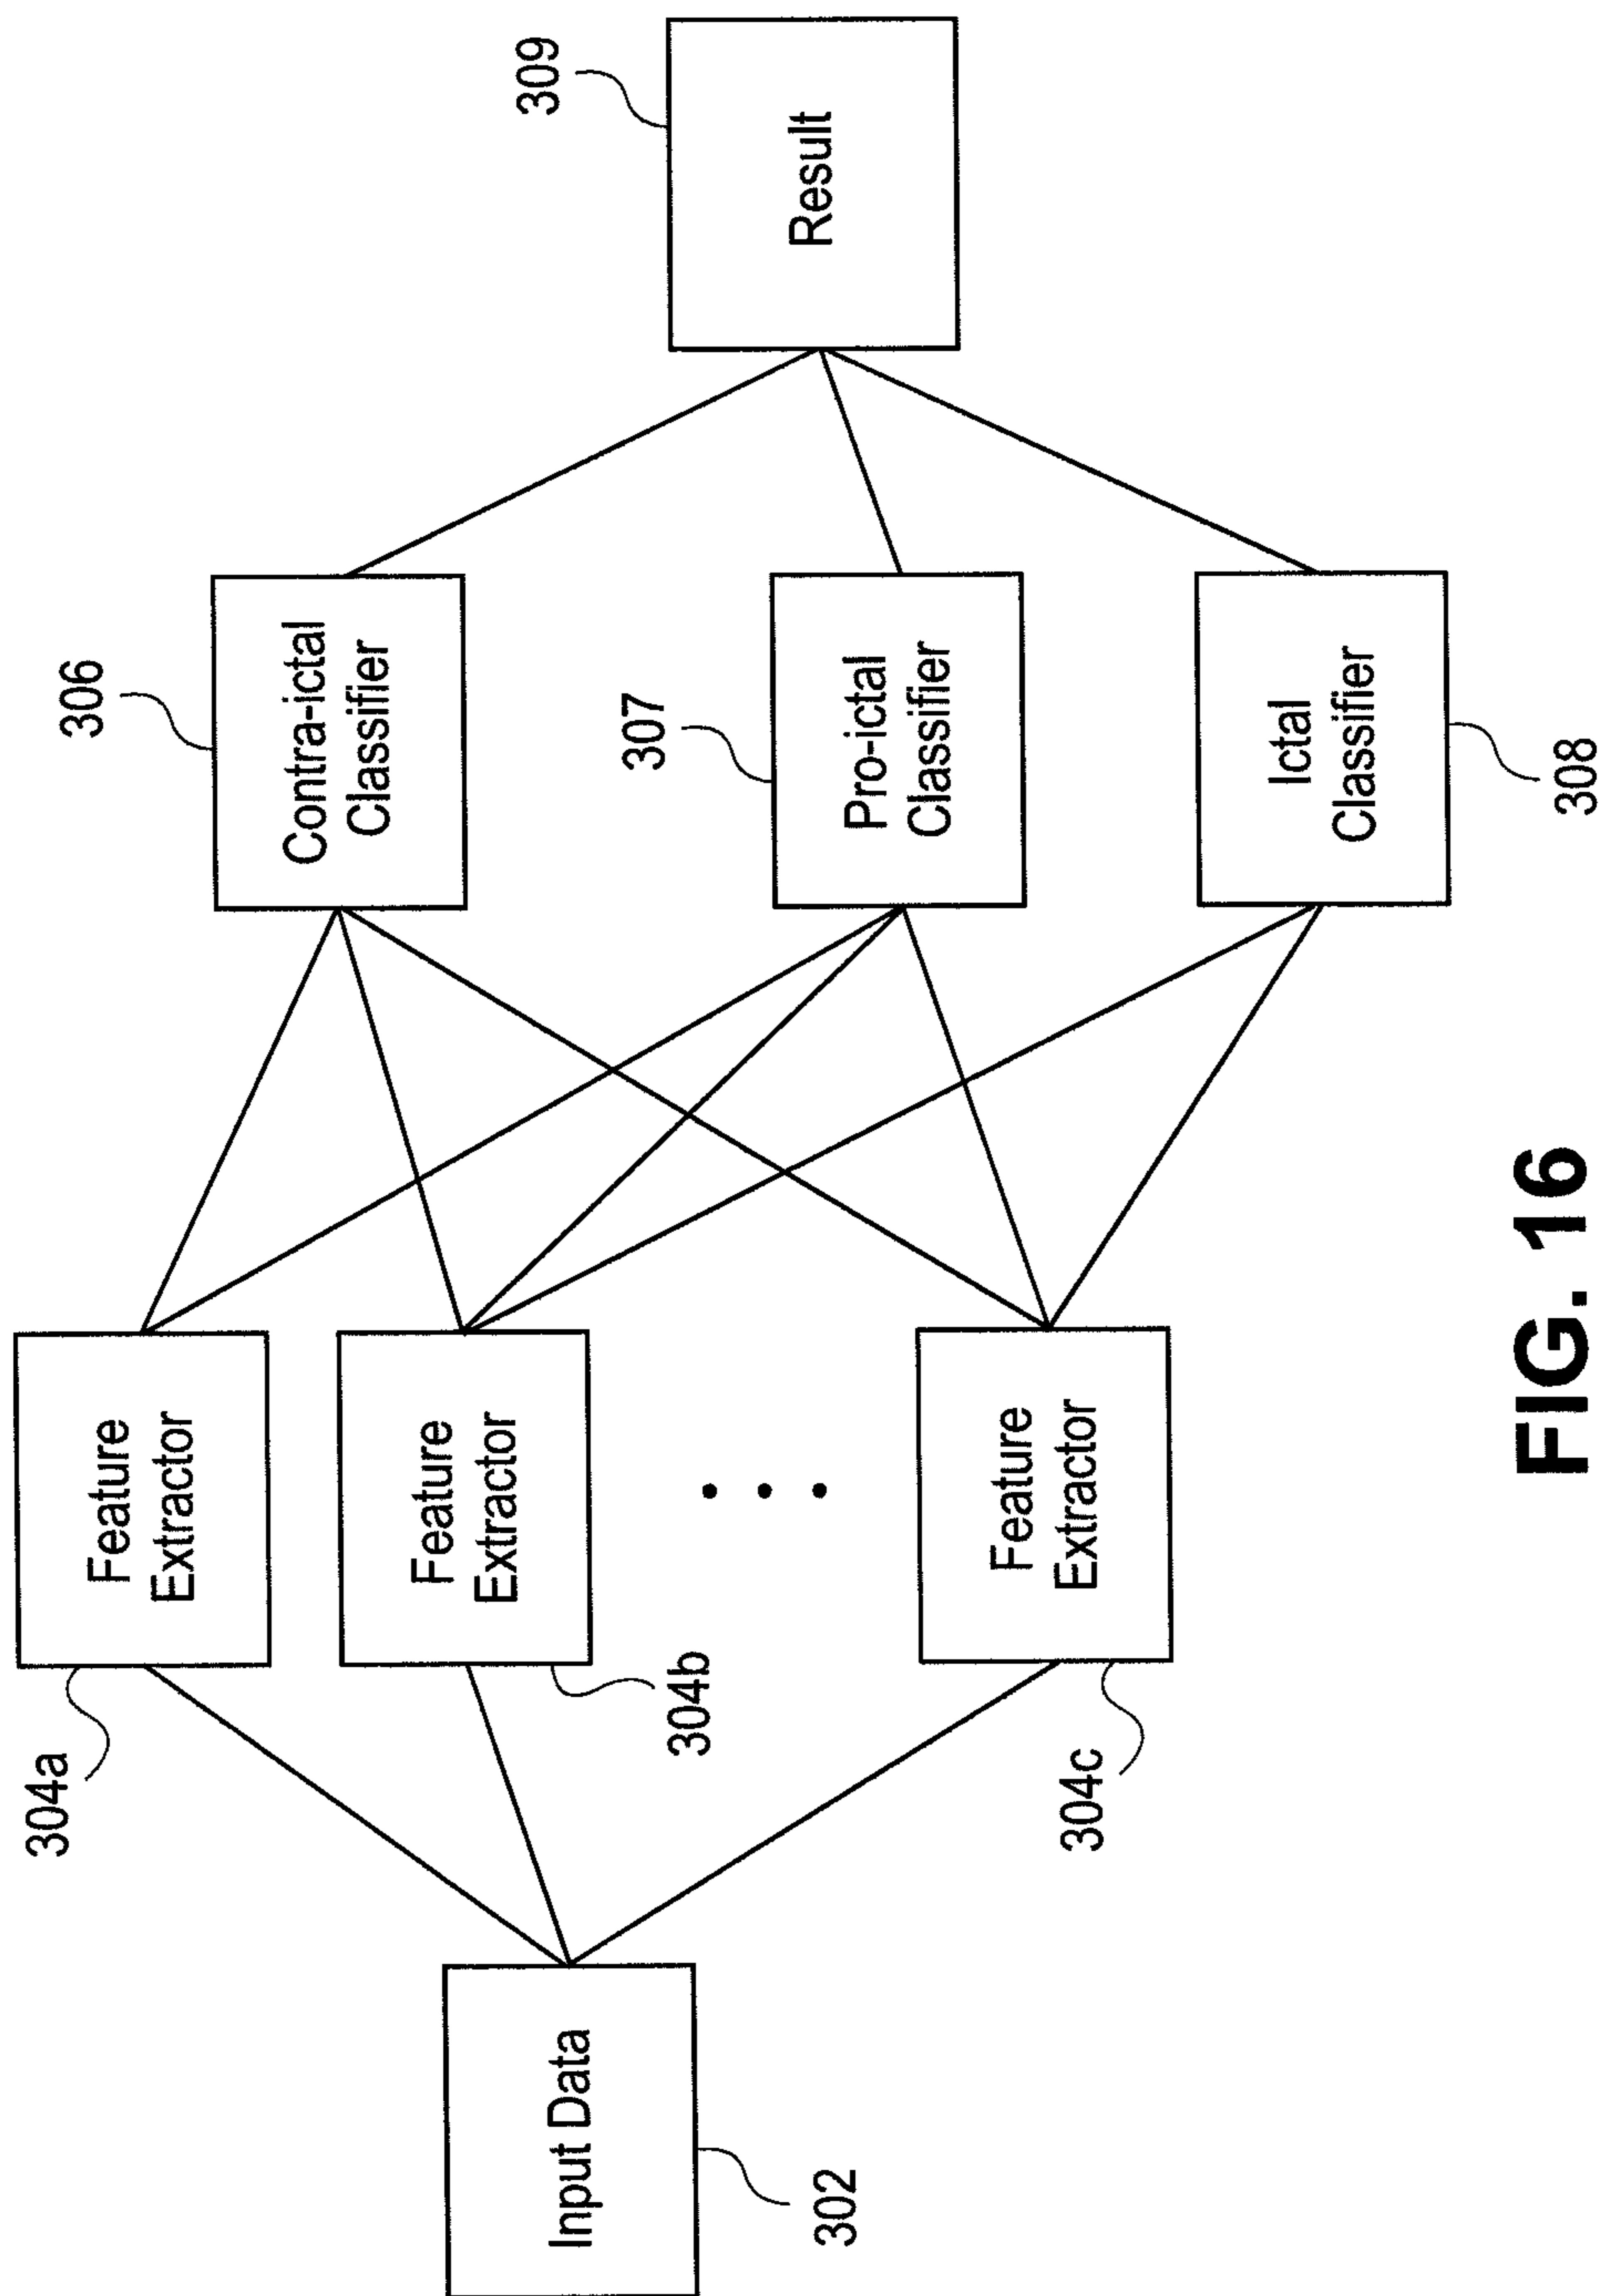 302
Input Data
304a
Feature
Extractor
304b
Feature
Extractor
304c
Feature
Extractor
306
Contra-ictal
Classifier
307
Pro-ictal
Classifier
308
Ictal
Classifier
309
Result
FIG. 16